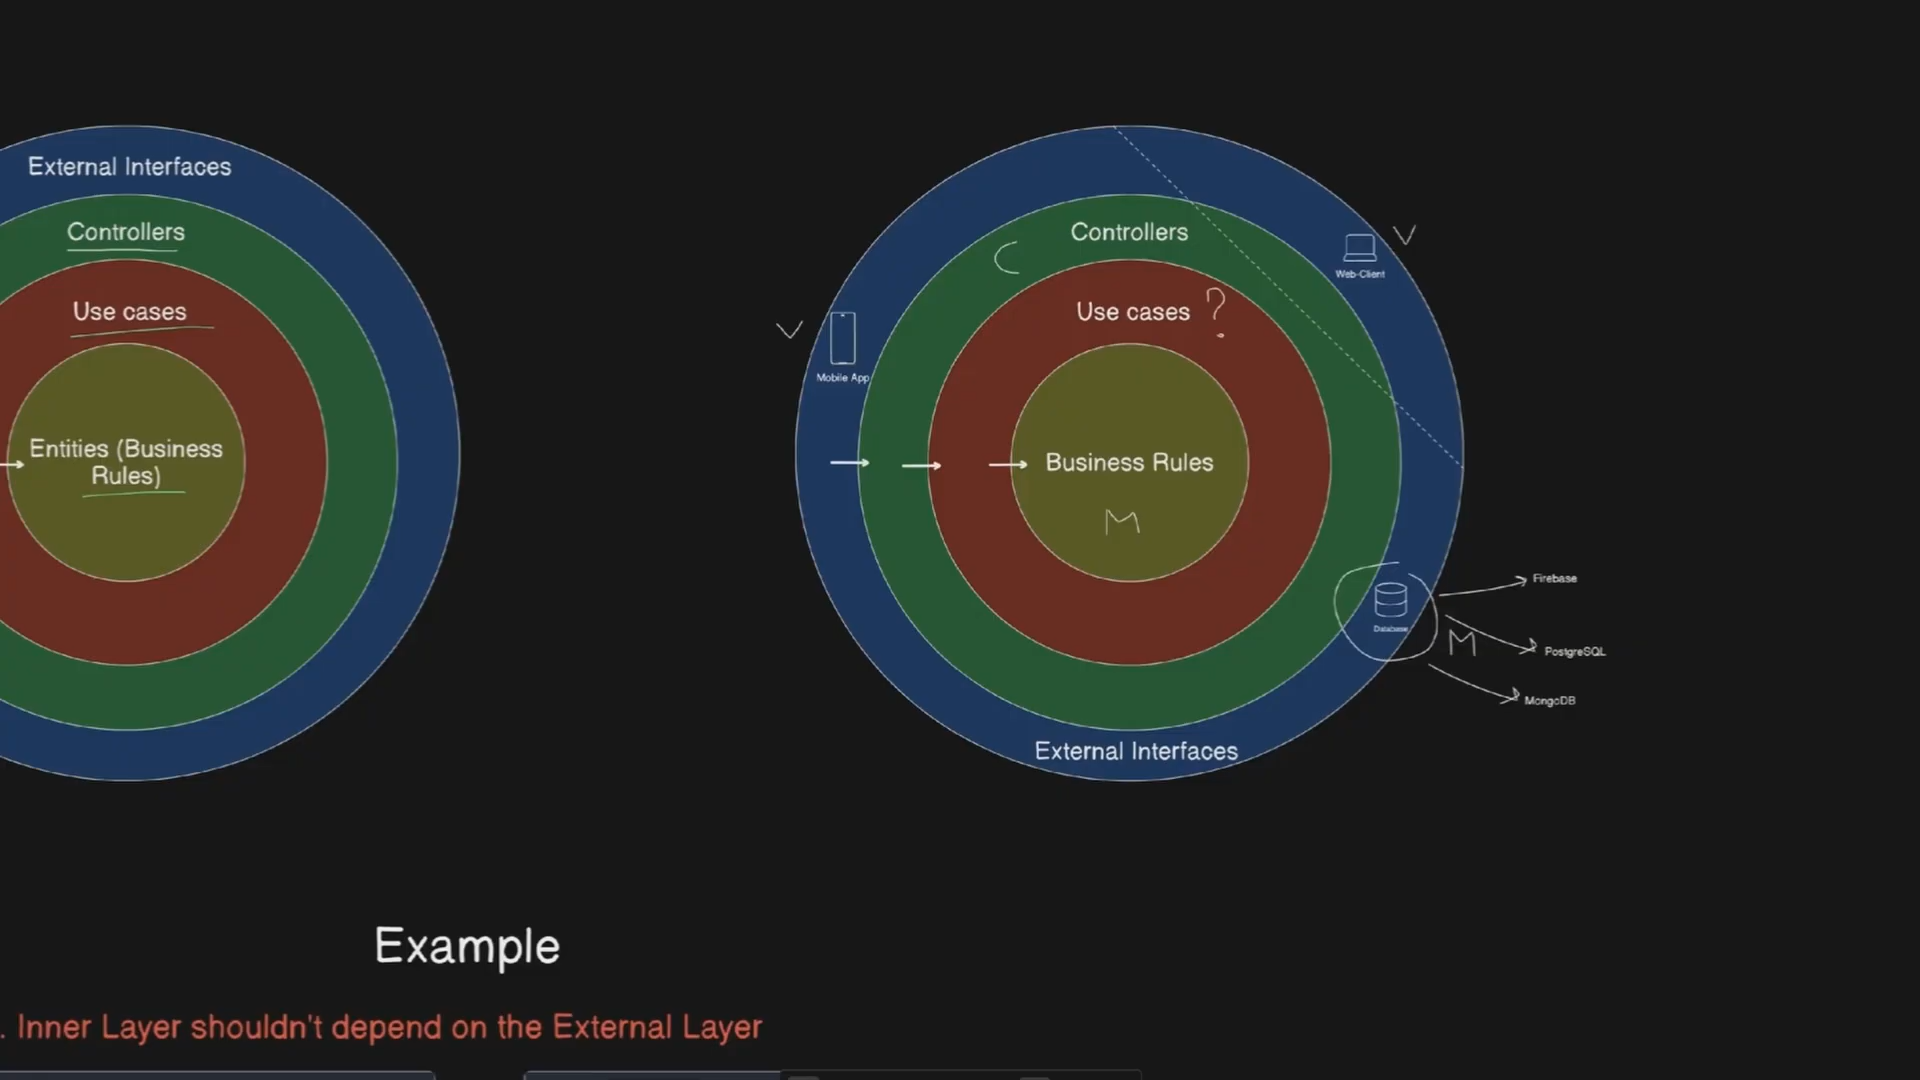 External Interfaces
Controllers
Use cases
Entities (Business
Rules)
Controllers
C
Use cases ?
Business Rules
M
External Interfaces
V
Mobile App
V
Web-Client
Database
M
Firebase
PostgreSQL
MongoDB
Example
. Inner Layer shouldn't depend on the External Layer